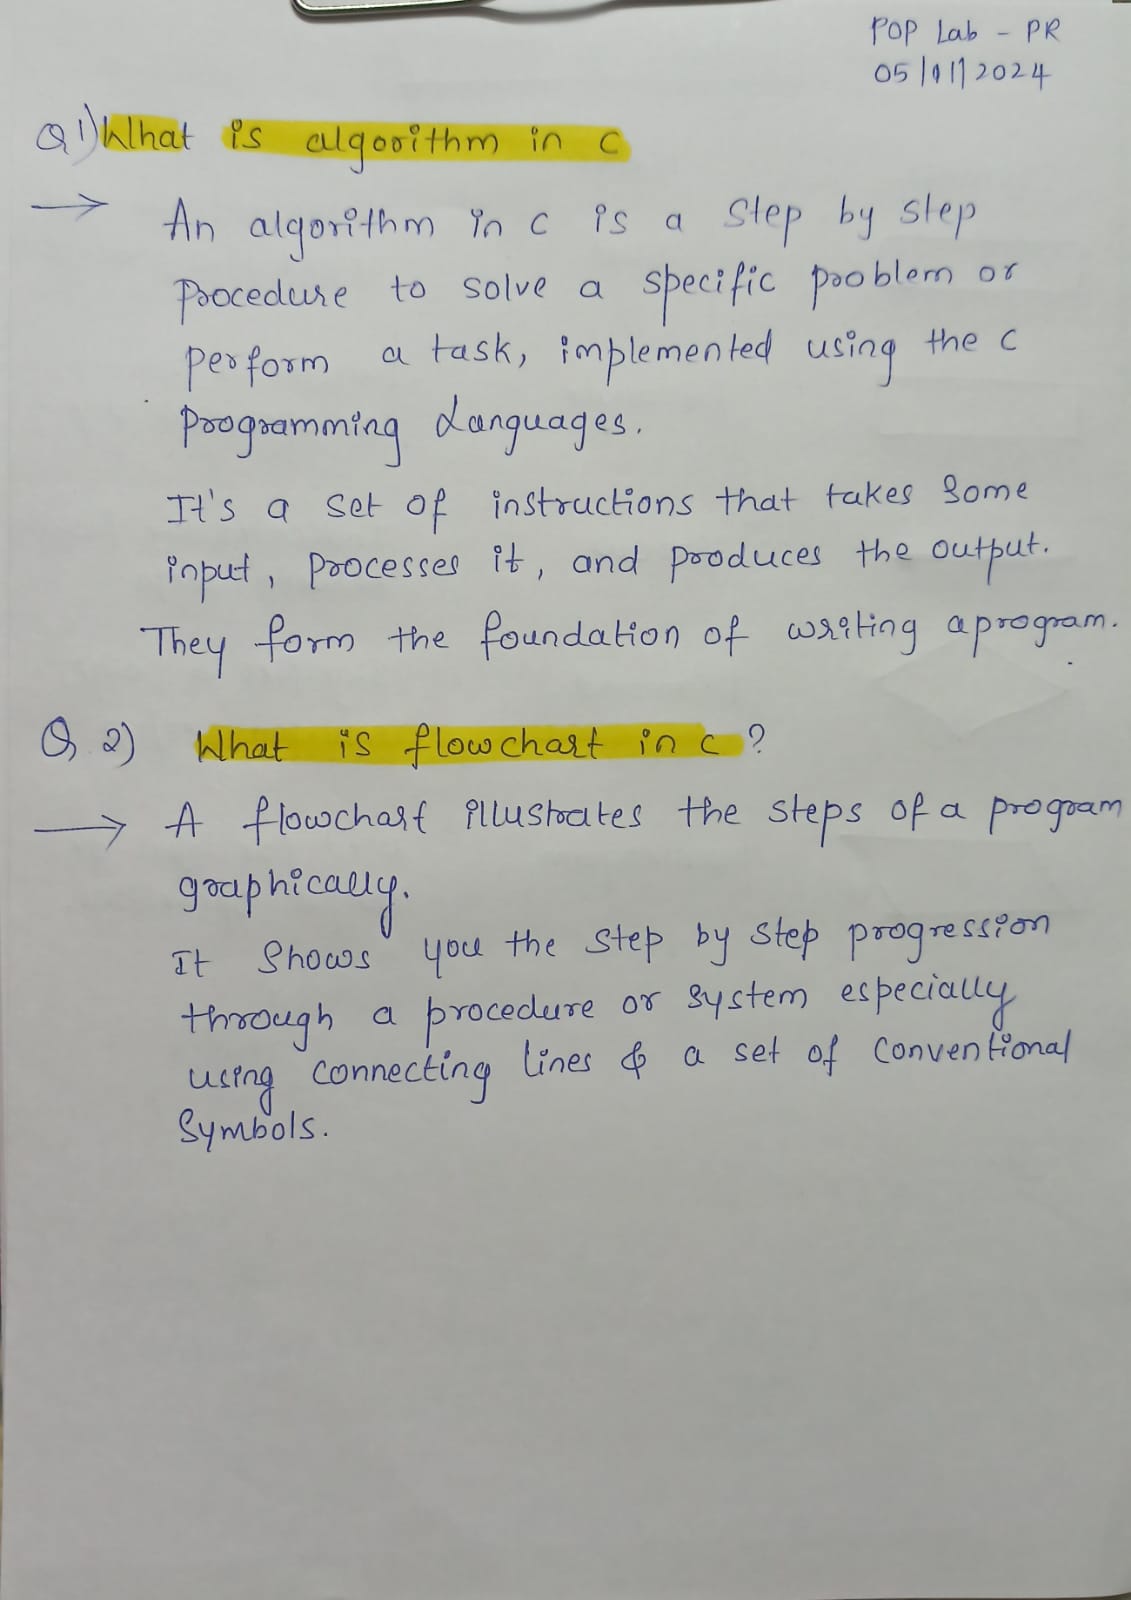 POP Lab - PR
05/11/2024
Q1) What is algorithm in c
→ An algorithm in c is a step by step
procedure to solve a specific problem or
perform a task, implemented using the c
programming Languages.
It's a set of instructions that takes some
input, processes it, and produces the output.
They form the foundation of writing a program.
Q. 2) What is flowchart in c ?
→ A flowchart illustrates the steps of a program
graphically.
It shows you the step by step progression
through a procedure or system especially
using connecting lines & a set of conventional
symbols.